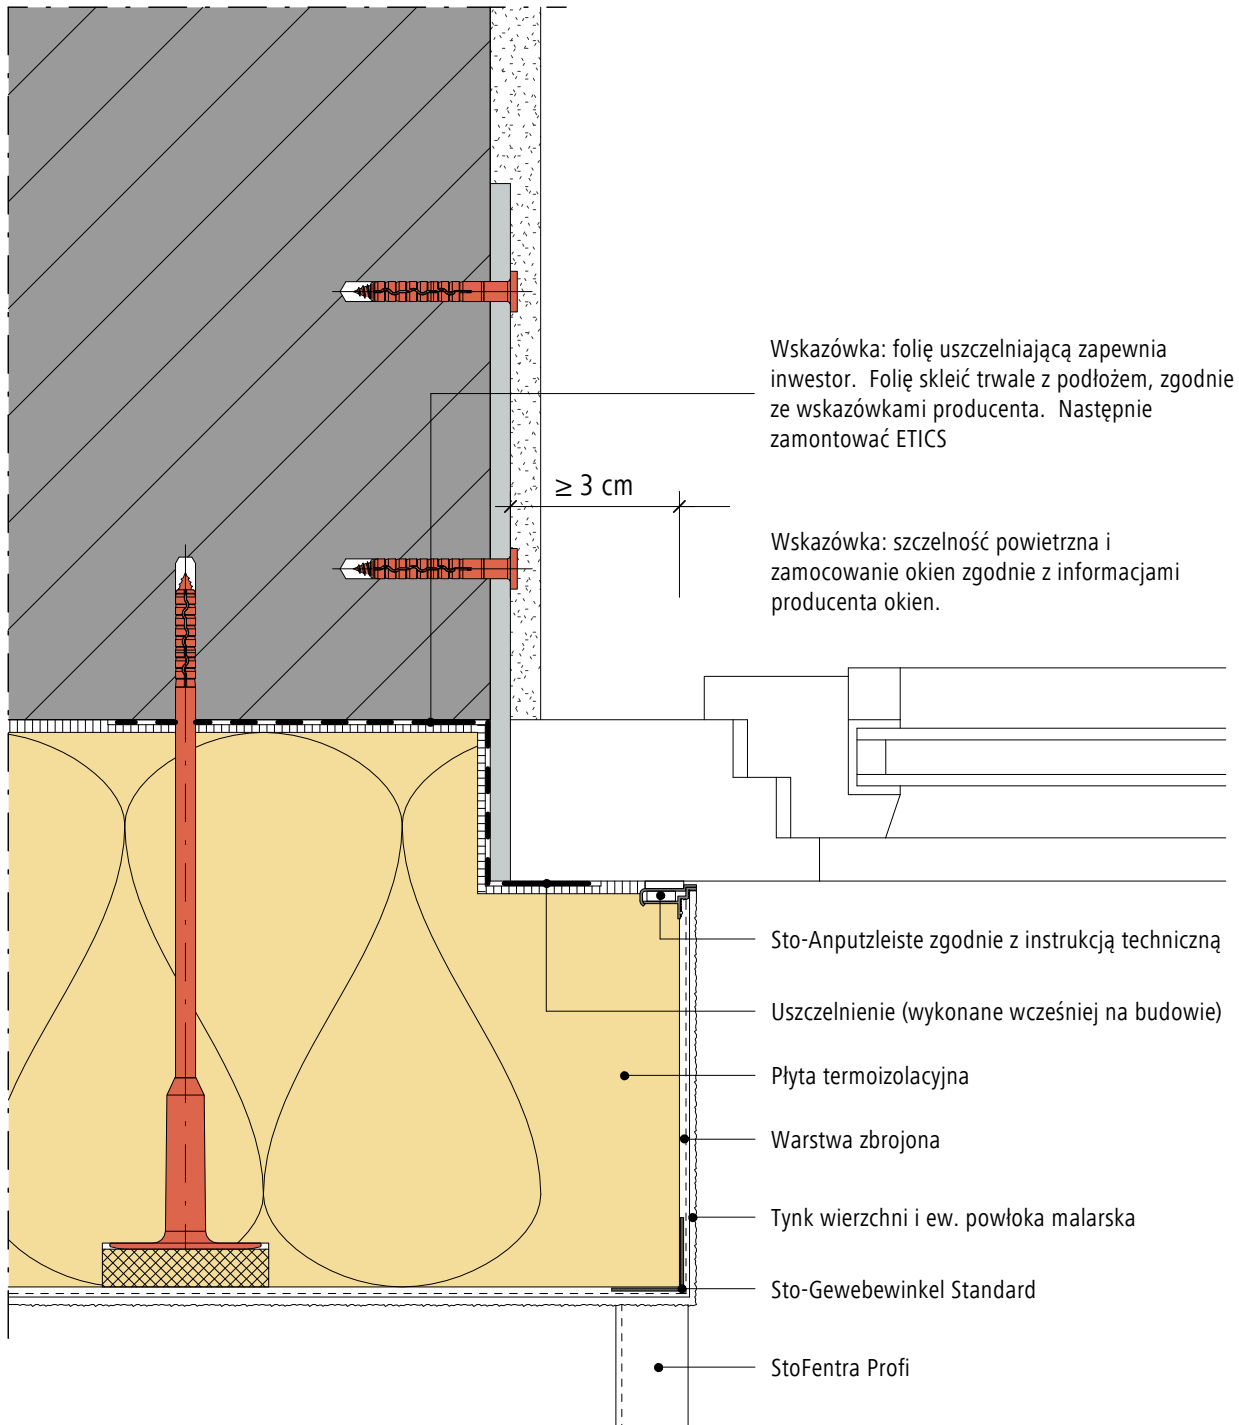 Wskazówka: folię uszczelniającą zapewnia
inwestor. Folię skleić trwale z podłożem, zgodnie
ze wskazówkami producenta. Następnie
zamontować ETICS
≥ 3 cm
Wskazówka: szczelność powietrzna i
zamocowanie okien zgodnie z informacjami
producenta okien.
Sto-Anputzleiste zgodnie z instrukcją techniczną
Uszczelnienie (wykonane wcześniej na budowie)
Płyta termoizolacyjna
Warstwa zbrojona
Tynk wierzchni i ew. powłoka malarska
Sto-Gewebewinkel Standard
StoFentra Profi